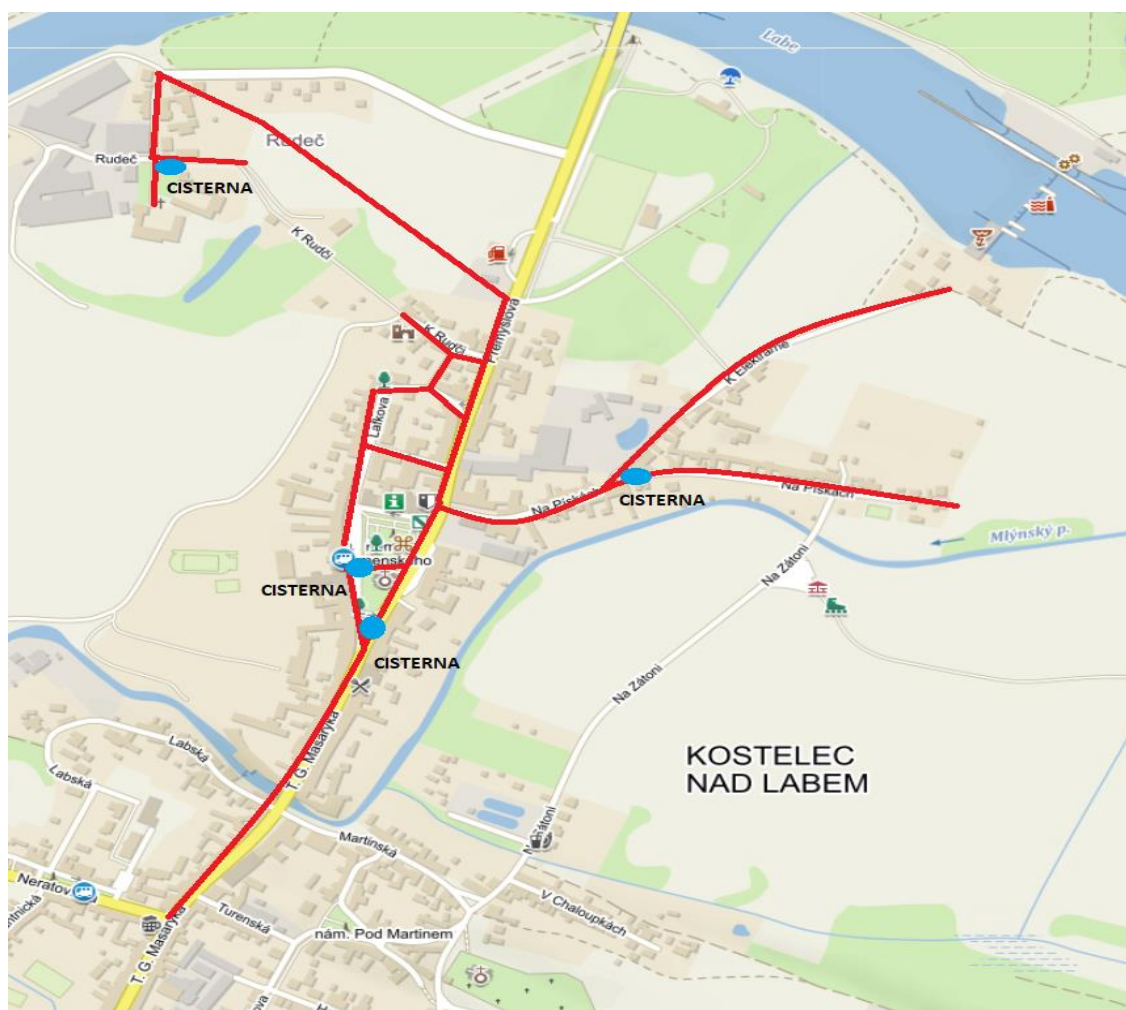 Labe
Rudeč
Rudeč
CISTERNA
K Rudči
Přemyslova
K Rudči
K Elektrárně
Laťkova
Na Pískách
CISTERNA
Na Pískách
Mlýnský p.
CISTERNA
Na Zátoni
CISTERNA
Na Zátoni
T. G. Masaryka
Labská
Labská
KOSTELEC
NAD LABEM
Martinská
Neratov
V Chaloupkách
Turenská
nám. Pod Martinem
T. G. Masaryka